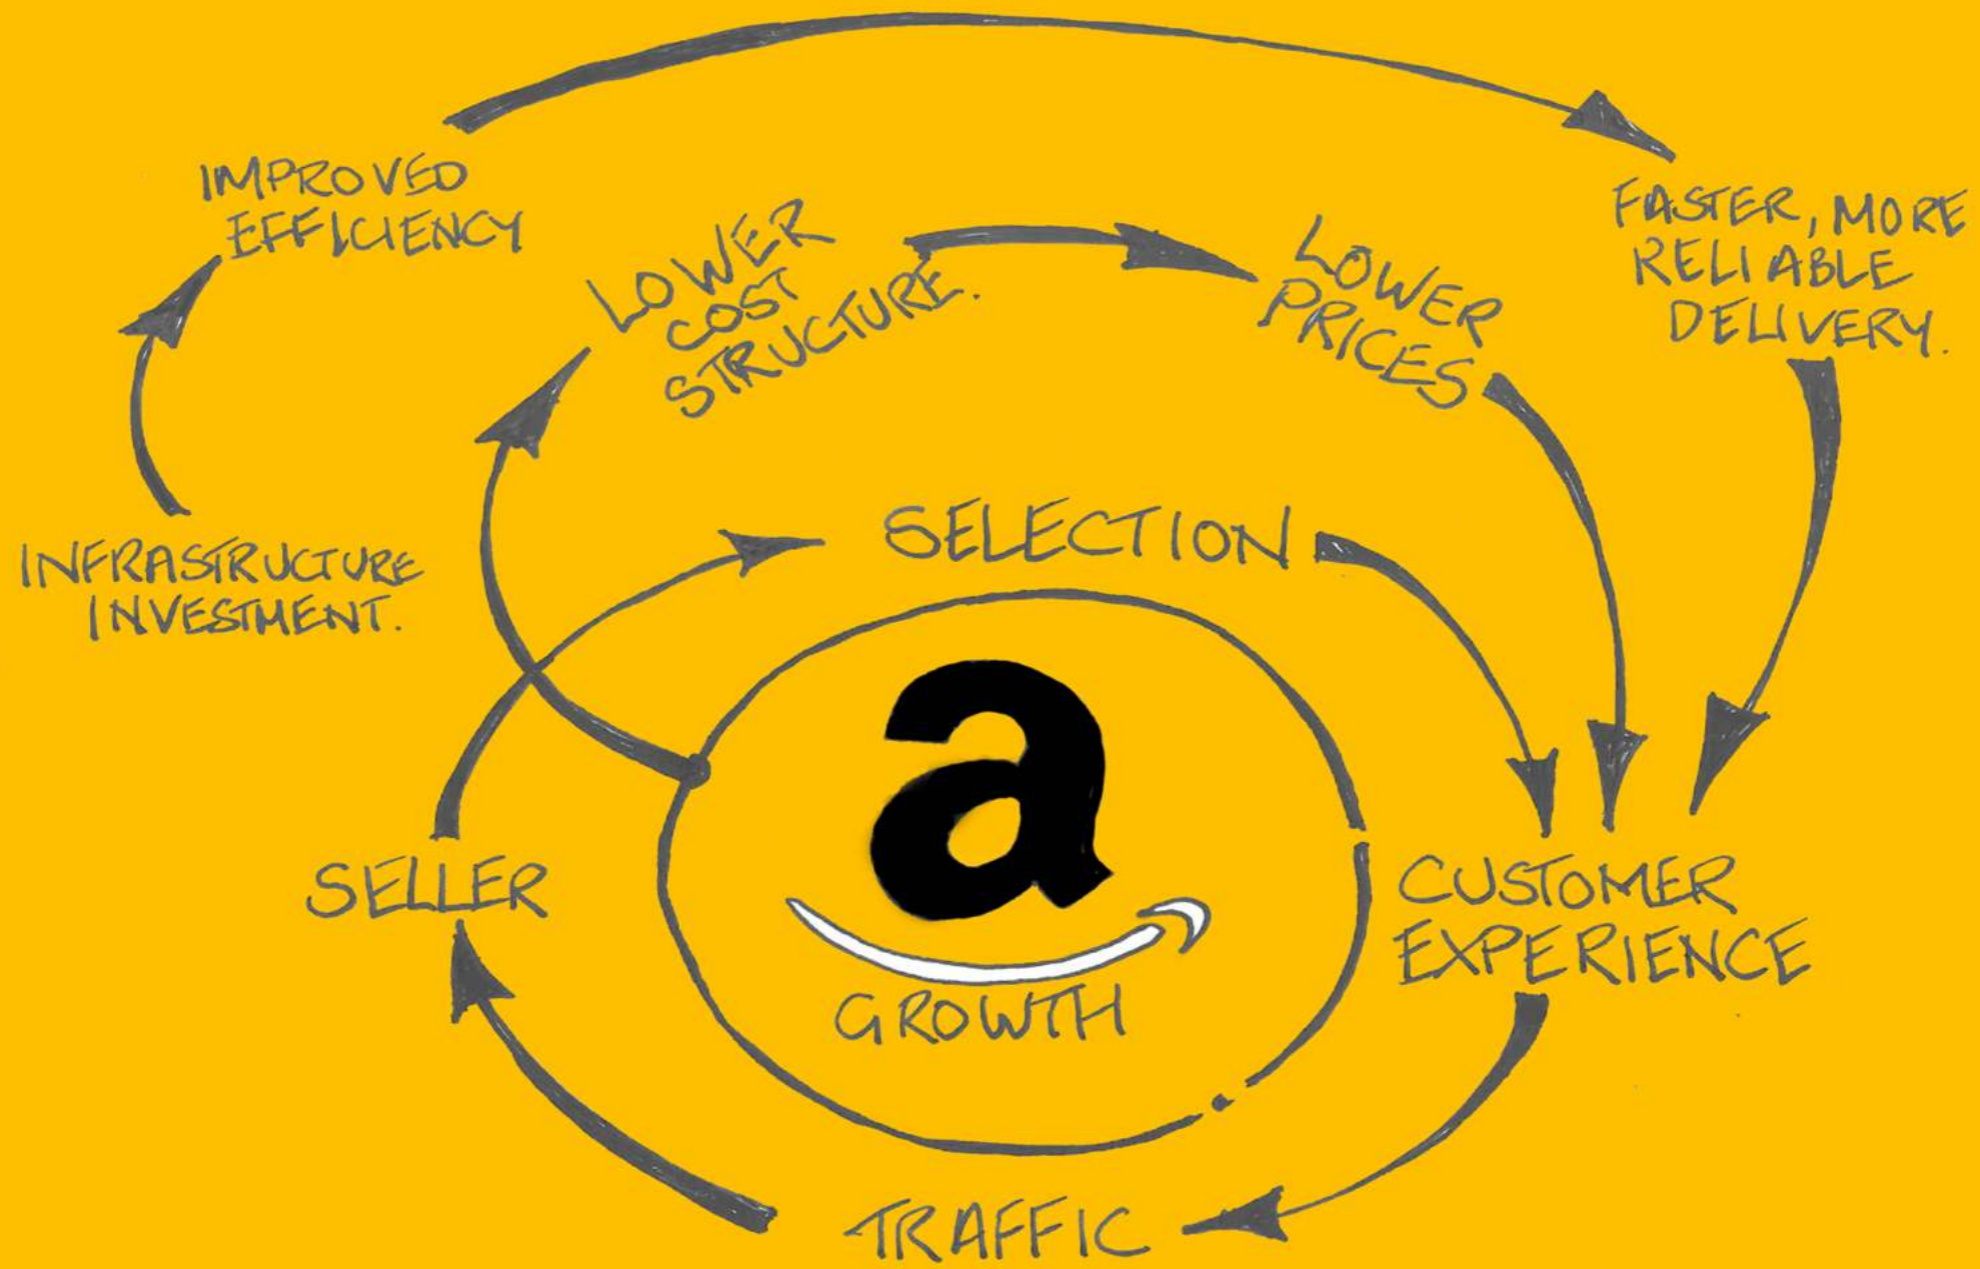 IMPROVED
EFFICIENCY
FASTER, MORE
RELIABLE
DELIVERY.
LOWER
COST
STRUCTURE.
LOWER
PRICES
INFRASTRUCTURE
INVESTMENT.
SELECTION
a
SELLER
CUSTOMER
EXPERIENCE
GROWTH
TRAFFIC